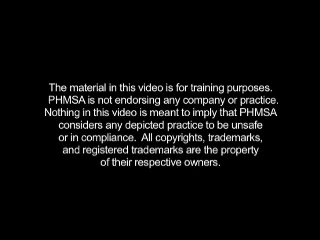 The material in this video is for training purposes.
PHMSA is not endorsing any company or practice.
Nothing in this video is meant to imply that PHMSA
considers any depicted practice to be unsafe
or in compliance. All copyrights, trademarks,
and registered trademarks are the property
of their respective owners.